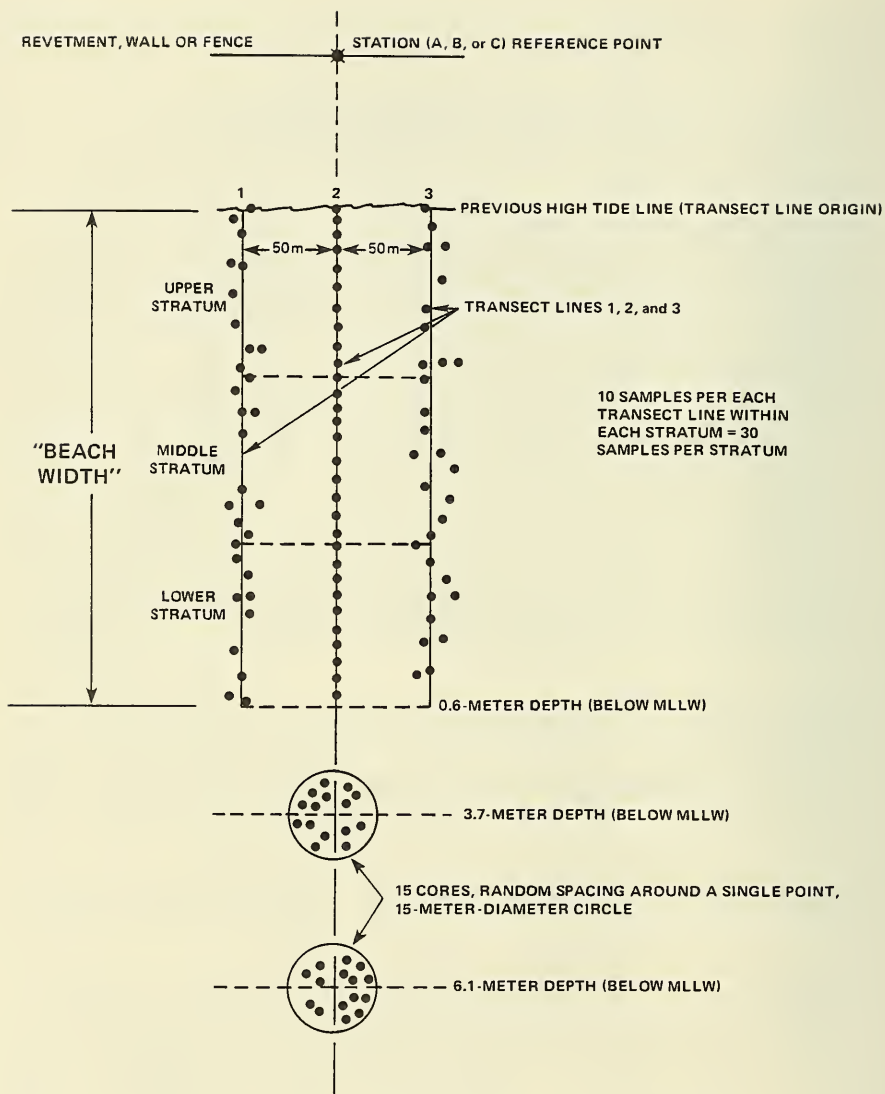 REVETMENT, WALL OR FENCE
STATION (A, B, or C) REFERENCE POINT
1 2 3
PREVIOUS HIGH TIDE LINE (TRANSECT LINE ORIGIN)
50m 50m
UPPER
STRATUM
TRANSECT LINES 1, 2, and 3
10 SAMPLES PER EACH
TRANSECT LINE WITHIN
EACH STRATUM = 30
SAMPLES PER STRATUM
"BEACH
WIDTH"
MIDDLE
STRATUM
LOWER
STRATUM
0.6-METER DEPTH (BELOW MLLW)
3.7-METER DEPTH (BELOW MLLW)
15 CORES, RANDOM SPACING AROUND A SINGLE POINT,
15-METER-DIAMETER CIRCLE
6.1-METER DEPTH (BELOW MLLW)